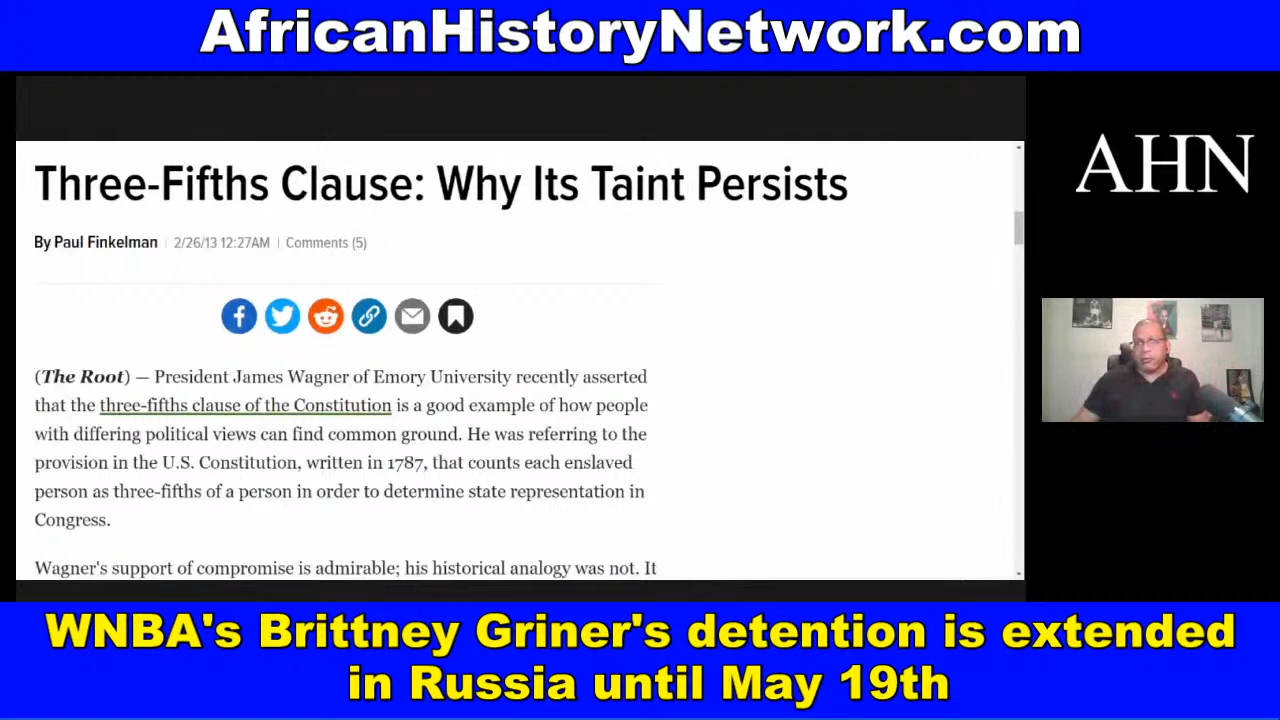 AfricanHistoryNetwork.com
Three-Fifths Clause: Why Its Taint Persists
By Paul Finkelman | 2/26/13 12:27AM | Comments (5)
(The Root) — President James Wagner of Emory University recently asserted
that the three-fifths clause of the Constitution is a good example of how people
with differing political views can find common ground. He was referring to the
provision in the U.S. Constitution, written in 1787, that counts each enslaved
person as three-fifths of a person in order to determine state representation in
Congress.
Wagner's support of compromise is admirable; his historical analogy was not. It
AHN
WNBA's Brittney Griner's detention is extended
in Russia until May 19th